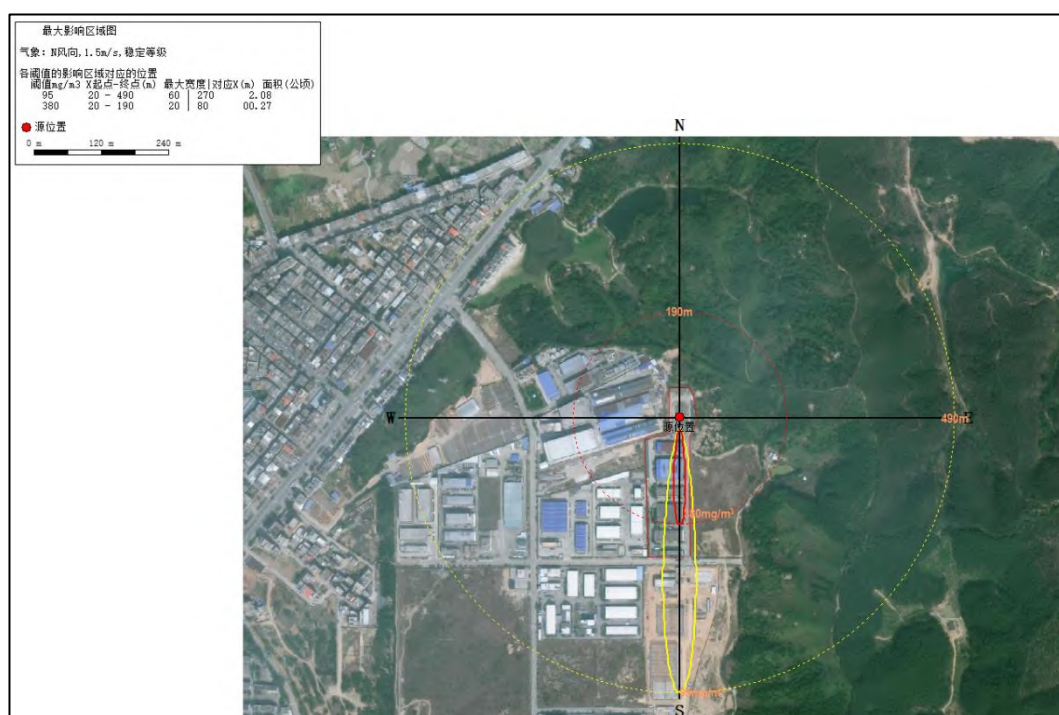 最大影响区域图
气象: N风向,1.5m/s,稳定等级
各阈值的影响区域对应的位置
阈值mg/m3 X起点-终点(m) 最大宽度|对应X(m) 面积(公顷)
95 20 - 490 60 | 270 2.08
380 20 - 190 20 | 80 00.27
源位置
0 m 120 m 240 m
N
190m
W
490m
E
源位置
380mg/m³
S